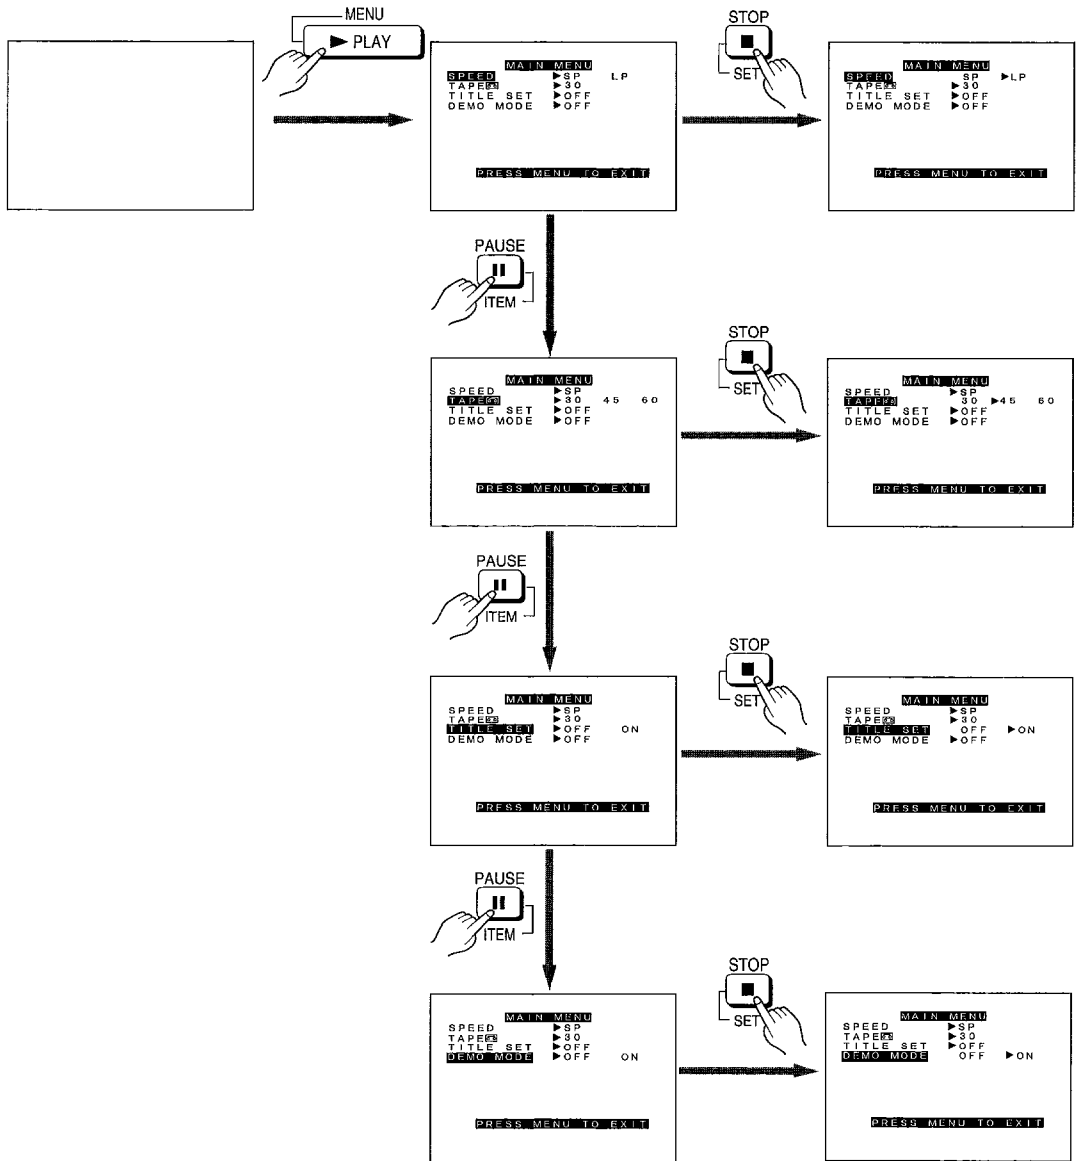 MENU
▶ PLAY
MAIN MENU
SPEED ▶SP LP
TAPE ▶30
TITLE SET ▶OFF
DEMO MODE ▶OFF
PRESS MENU TO EXIT
STOP
SET
MAIN MENU
SPEED SP ▶LP
TAPE ▶30
TITLE SET ▶OFF
DEMO MODE ▶OFF
PRESS MENU TO EXIT
PAUSE
ITEM
MAIN MENU
SPEED ▶SP
TAPE ▶30 45 60
TITLE SET ▶OFF
DEMO MODE ▶OFF
PRESS MENU TO EXIT
STOP
SET
MAIN MENU
SPEED ▶SP
TAPE 30 ▶45 60
TITLE SET ▶OFF
DEMO MODE ▶OFF
PRESS MENU TO EXIT
PAUSE
ITEM
MAIN MENU
SPEED ▶SP
TAPE ▶30
TITLE SET ▶OFF ON
DEMO MODE ▶OFF
PRESS MENU TO EXIT
STOP
SET
MAIN MENU
SPEED ▶SP
TAPE ▶30
TITLE SET OFF ▶ON
DEMO MODE ▶OFF
PRESS MENU TO EXIT
PAUSE
ITEM
MAIN MENU
SPEED ▶SP
TAPE ▶30
TITLE SET ▶OFF
DEMO MODE ▶OFF ON
PRESS MENU TO EXIT
STOP
SET
MAIN MENU
SPEED ▶SP
TAPE ▶30
TITLE SET ▶OFF
DEMO MODE OFF ▶ON
PRESS MENU TO EXIT